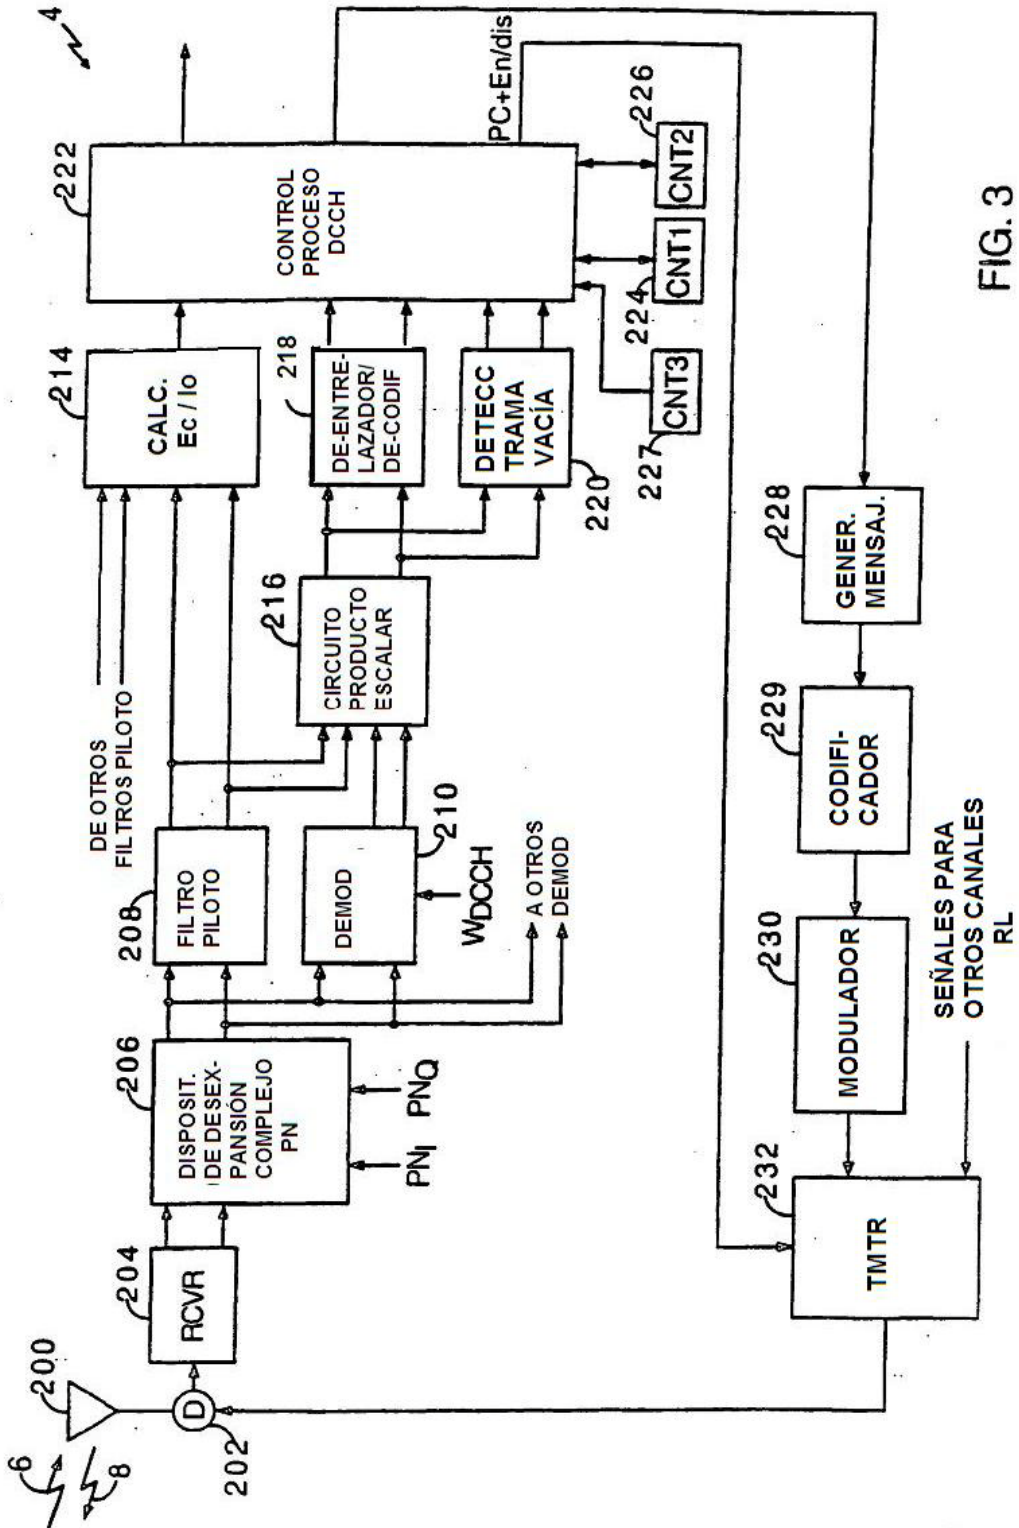 4
6
8
200
D
202
204
RCVR
206
DISPOSIT.
DE DESEX-
PANSIÓN
COMPLEJO
PN
PN_I
PN_Q
208
FILTRO
PILOTO
DEMOD
210
W_DCCH
A OTROS
DEMOD
DE OTROS
FILTROS PILOTO
214
CALC.
Ec / Io
216
CIRCUITO
PRODUCTO
ESCALAR
218
DE-ENTRE-
LAZADOR/
DE-CODIF
DETECC
TRAMA
VACÍA
220
222
CONTROL
PROCESO
DCCH
PC+En/dis
224
CNT1
226
CNT2
227
CNT3
228
GENER.
MENSAJ.
229
CODIFI-
CADOR
230
MODULADOR
232
TMTR
SEÑALES PARA
OTROS CANALES
RL
FIG. 3